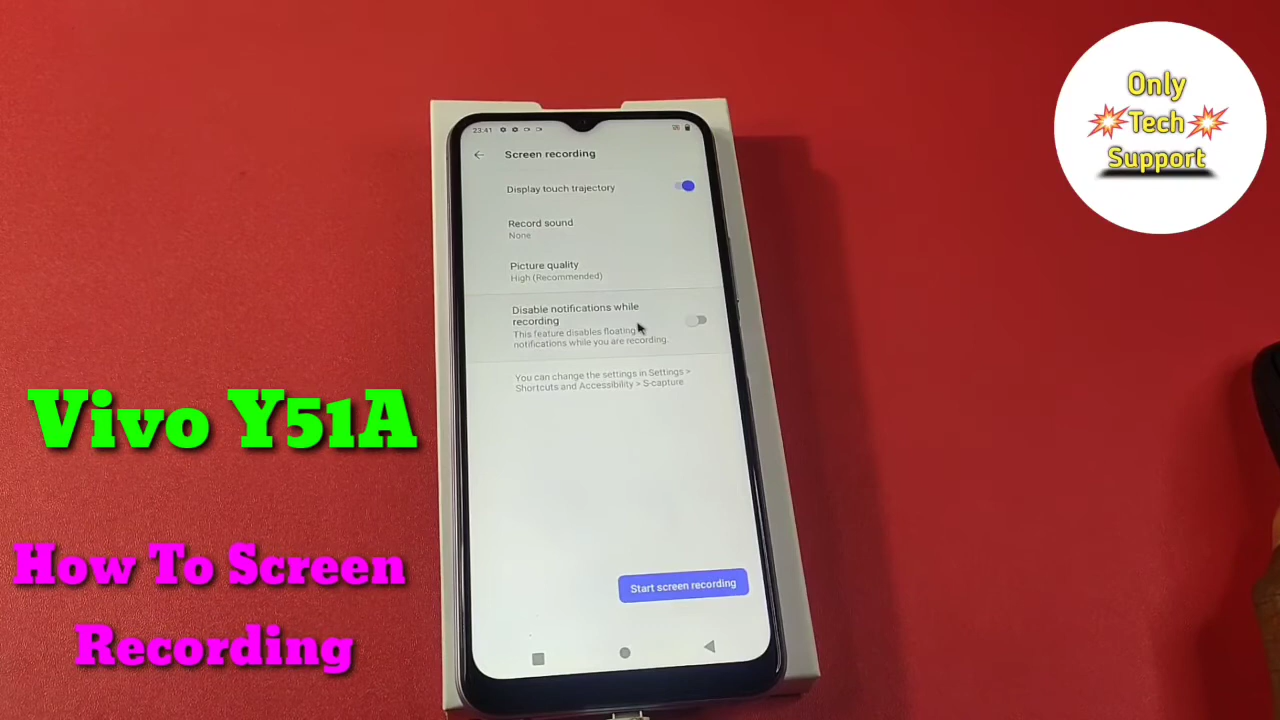 23:41
Screen recording
Display touch trajectory
Record sound
None
Picture quality
High (Recommended)
Disable notifications while
recording
This feature disables floating
notifications while you are recording.
You can change the settings in Settings >
Shortcuts and Accessibility > S-capture
Start screen recording
Only
Tech
Support
Vivo Y51A
How To Screen
Recording